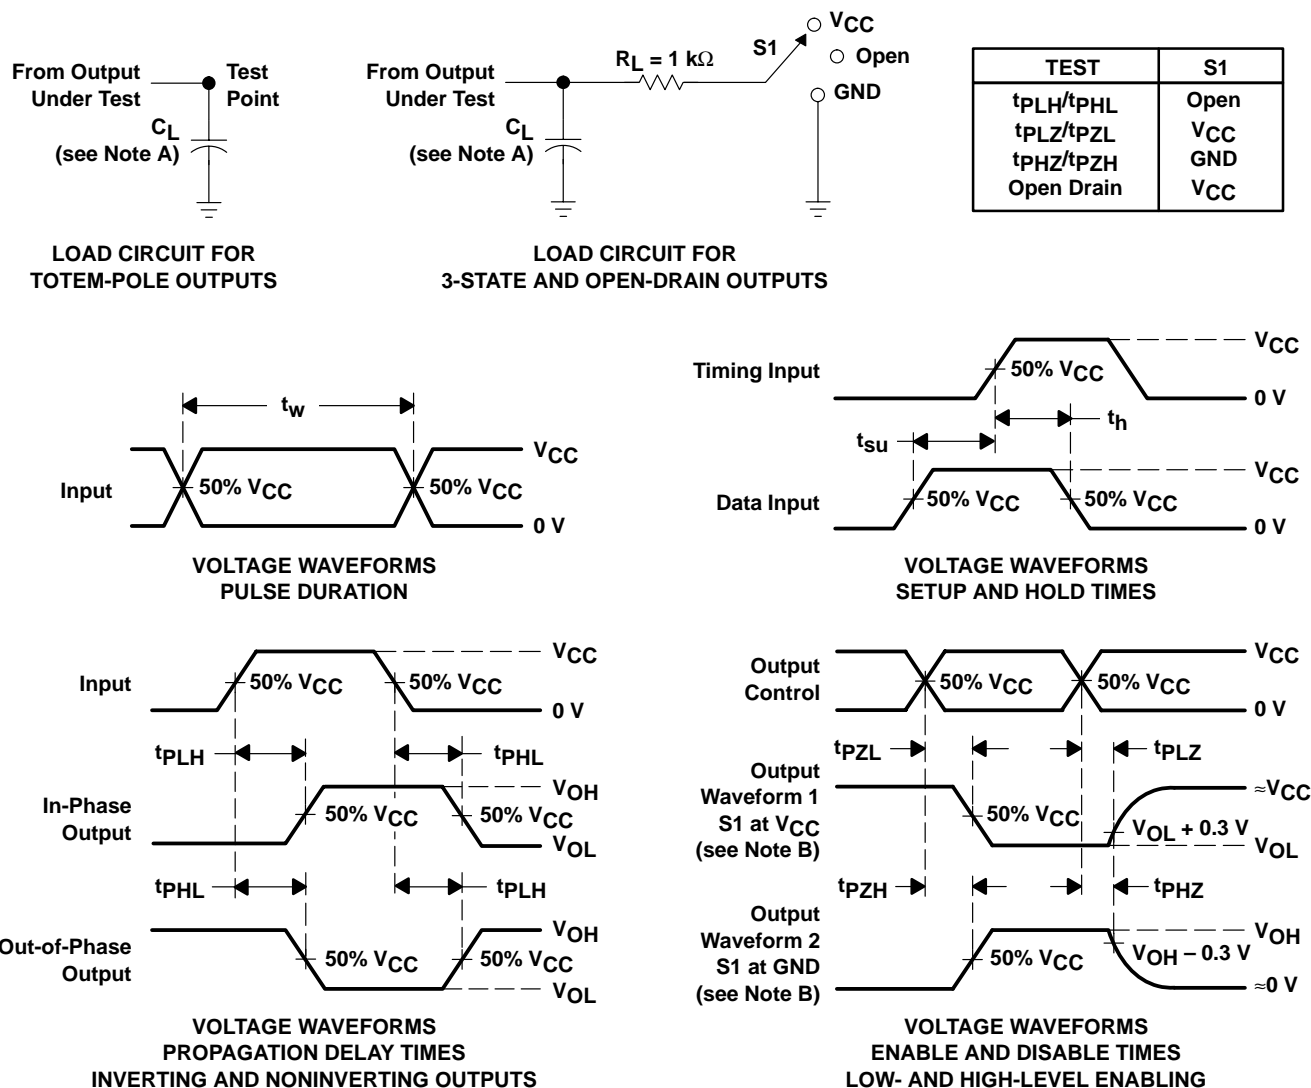 From Output
Under Test
Test
Point
CL
(see Note A)
LOAD CIRCUIT FOR
TOTEM-POLE OUTPUTS
From Output
Under Test
RL = 1 kΩ
S1
VCC
Open
GND
CL
(see Note A)
LOAD CIRCUIT FOR
3-STATE AND OPEN-DRAIN OUTPUTS
TEST S1
tPLH/tPHL Open
tPLZ/tPZL VCC
tPHZ/tPZH GND
Open Drain VCC
tw
Input
50% VCC
50% VCC
VCC
0 V
VOLTAGE WAVEFORMS
PULSE DURATION
Timing Input
50% VCC
VCC
0 V
tsu
th
Data Input
50% VCC
50% VCC
VCC
0 V
VOLTAGE WAVEFORMS
SETUP AND HOLD TIMES
Input
50% VCC
50% VCC
VCC
0 V
tPLH
tPHL
In-Phase
Output
50% VCC
50% VCC
VOH
VOL
tPHL
tPLH
Out-of-Phase
Output
50% VCC
50% VCC
VOH
VOL
VOLTAGE WAVEFORMS
PROPAGATION DELAY TIMES
INVERTING AND NONINVERTING OUTPUTS
Output
Control
50% VCC
50% VCC
VCC
0 V
tPZL
tPLZ
Output
Waveform 1
S1 at VCC
(see Note B)
50% VCC
VOL + 0.3 V
≈VCC
VOL
tPZH
tPHZ
Output
Waveform 2
S1 at GND
(see Note B)
50% VCC
VOH – 0.3 V
VOH
≈0 V
VOLTAGE WAVEFORMS
ENABLE AND DISABLE TIMES
LOW- AND HIGH-LEVEL ENABLING